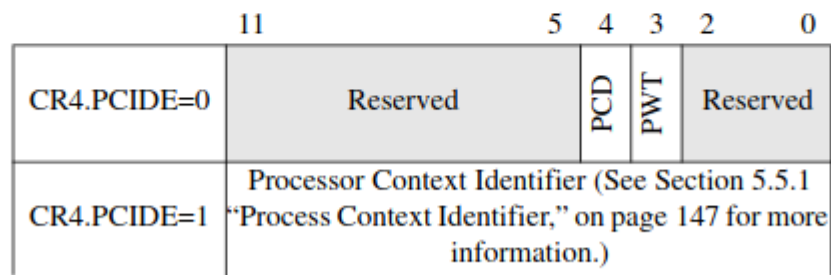 11 5 4 3 2 0
CR4.PCIDE=0 Reserved PCD PWT Reserved
CR4.PCIDE=1 Processor Context Identifier (See Section 5.5.1
“Process Context Identifier,” on page 147 for more
information.)